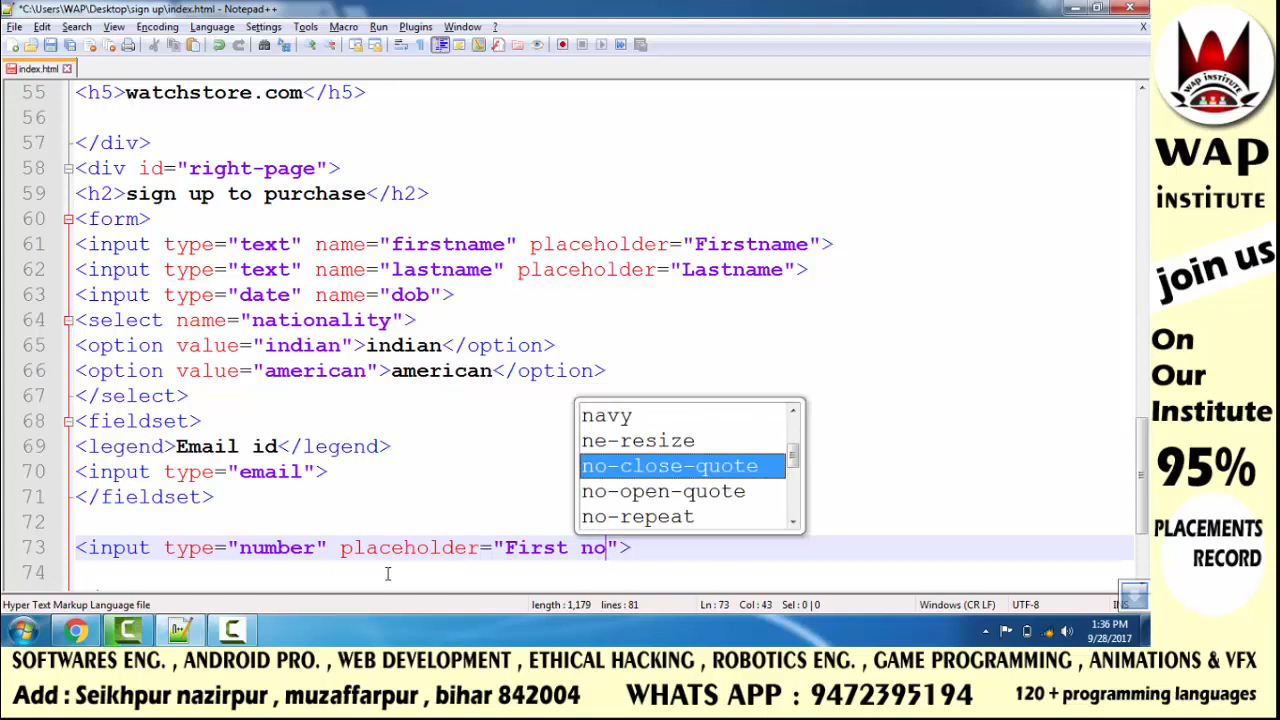 *C:\Users\WAP\Desktop\sign up\index.html - Notepad++
File Edit Search View Encoding Language Settings Tools Macro Run Plugins Window ? X
index.html
55 <h5>watchstore.com</h5>
56
57 </div>
58 <div id="right-page">
59 <h2>sign up to purchase</h2>
60 <form>
61 <input type="text" name="firstname" placeholder="Firstname">
62 <input type="text" name="lastname" placeholder="Lastname">
63 <input type="date" name="dob">
64 <select name="nationality">
65 <option value="indian">indian</option>
66 <option value="american">american</option>
67 </select>
68 <fieldset>
69 <legend>Email id</legend>
70 <input type="email">
71 </fieldset>
72
73 <input type="number" placeholder="First no">
74
navy
ne-resize
no-close-quote
no-open-quote
no-repeat
Hyper Text Markup Language file length : 1,179 lines : 81 Ln : 73 Col : 43 Sel : 0 | 0 Windows (CR LF) UTF-8
1:36 PM
9/28/2017
WAP INSTITUTE
WAP
INSTITUTE
join us
On
Our
Institute
95%
PLACEMENTS
RECORD
SOFTWARES ENG. , ANDROID PRO. , WEB DEVELOPMENT , ETHICAL HACKING , ROBOTICS ENG. , GAME PROGRAMMING , ANIMATIONS & VFX
Add : Seikhpur nazirpur , muzaffarpur , bihar 842004 WHATS APP : 9472395194 120 + programming languages